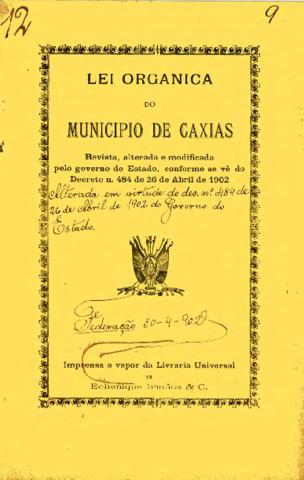 12
9
LEI ORGANICA
DO
MUNICIPIO DE CAXIAS
Revista, alterada e modificada
pelo governo do Estado, conforme se vê do
Decreto n. 484 de 26 de Abril de 1902
Alterada em virtude do dec. nº 484 de
26 de Abril de 1902 do Governo do
Estado.
Federação 30-4-902
Imprensa a vapor da Livraria Universal
DE
Echenique Irmãos & C.